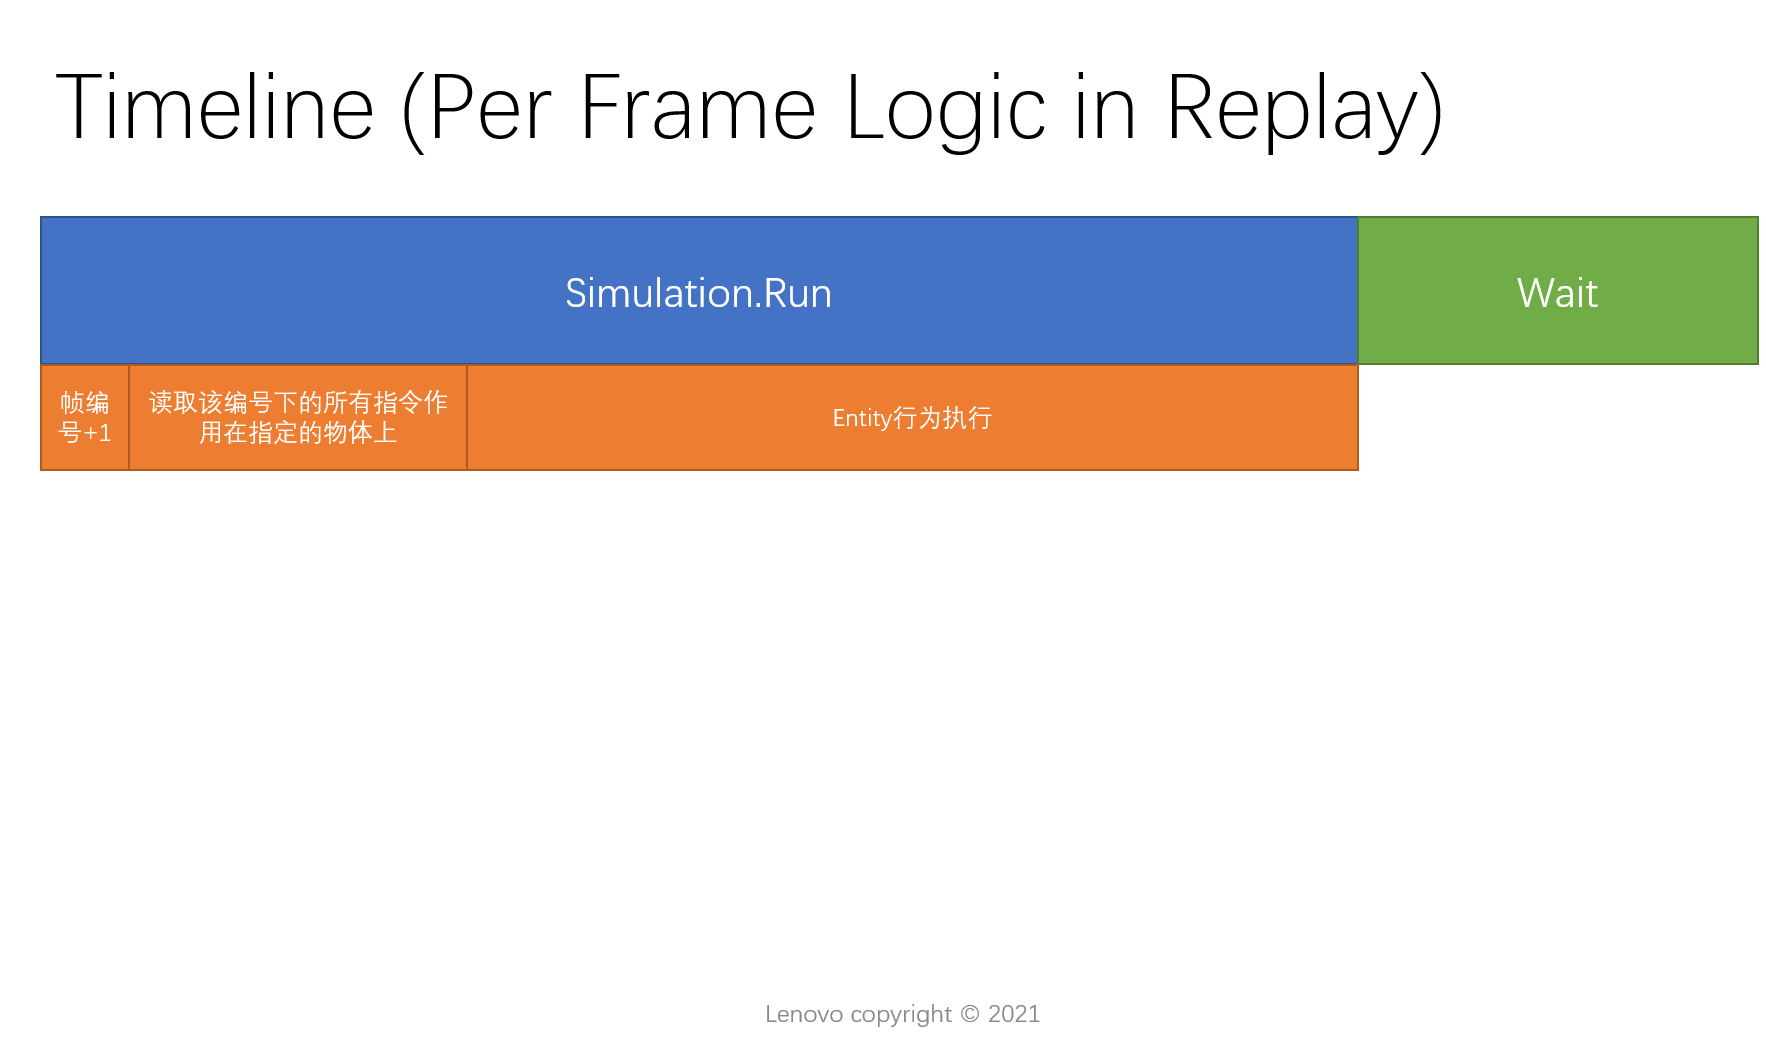 Timeline (Per Frame Logic in Replay)
Simulation.Run
Wait
帧编
号+1
读取该编号下的所有指令作
用在指定的物体上
Entity行为执行
Lenovo copyright © 2021